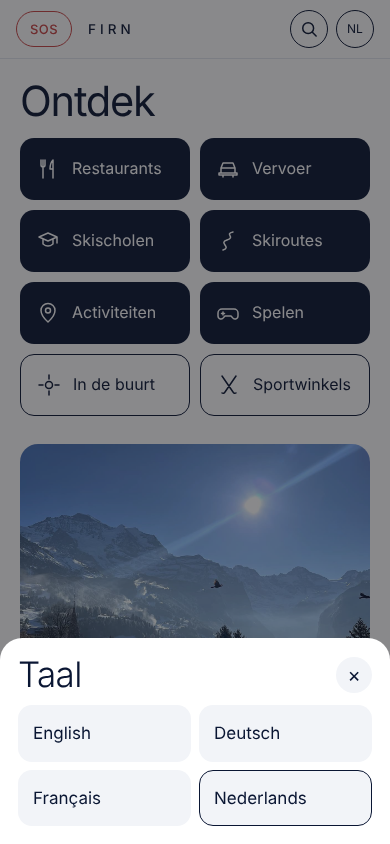 SOS
FIRN
NL
Ontdek
Restaurants
Vervoer
Skischolen
Skiroutes
Activiteiten
Spelen
In de buurt
Sportwinkels
Taal
×
English
Deutsch
Français
Nederlands